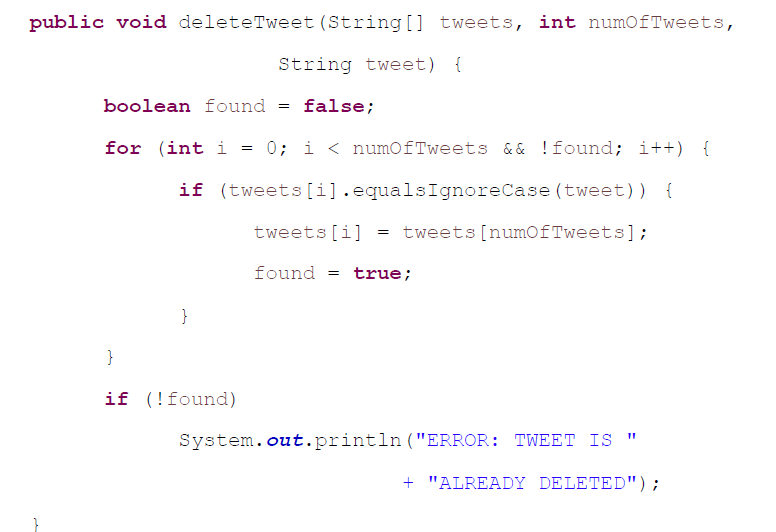 public void deleteTweet(String[] tweets, int numOfTweets,
String tweet) {
boolean found = false;
for (int i = 0; i < numOfTweets && !found; i++) {
if (tweets[i].equalsIgnoreCase(tweet)) {
tweets[i] = tweets[numOfTweets];
found = true;
}
}
if (!found)
System.out.println("ERROR: TWEET IS "
+ "ALREADY DELETED");
}